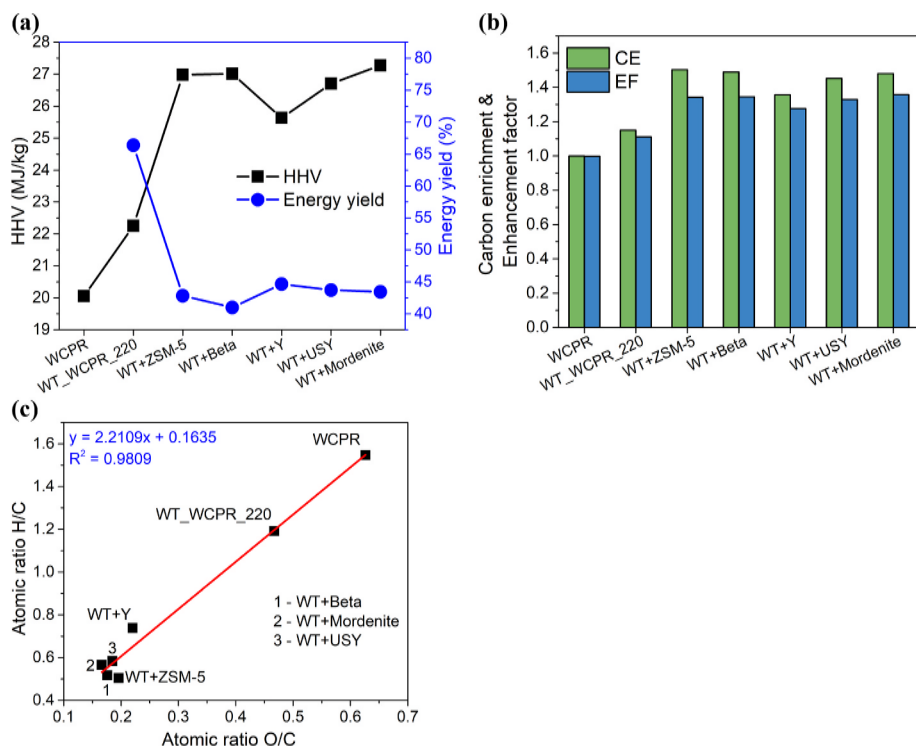 (a)
28
27
26
25
24
23
22
21
20
19
HHV (MJ/kg)
80
75
70
65
60
55
50
45
40
Energy yield (%)
HHV
Energy yield
WCPR
WT_WCPR_220
WT+ZSM-5
WT+Beta
WT+Y
WT+USY
WT+Mordenite
(b)
CE
EF
1.6
1.4
1.2
1.0
0.8
0.6
0.4
0.2
0.0
Carbon enrichment &
Enhancement factor
WCPR
WT_WCPR_220
WT+ZSM-5
WT+Beta
WT+Y
WT+USY
WT+Mordenite
(c)
y = 2.2109x + 0.1635
R² = 0.9809
1.6
1.4
1.2
1.0
0.8
0.6
0.4
Atomic ratio H/C
WCPR
WT_WCPR_220
WT+Y
1 - WT+Beta
2 - WT+Mordenite
3 - WT+USY
3
2
WT+ZSM-5
1
0.1
0.2
0.3
0.4
0.5
0.6
0.7
Atomic ratio O/C